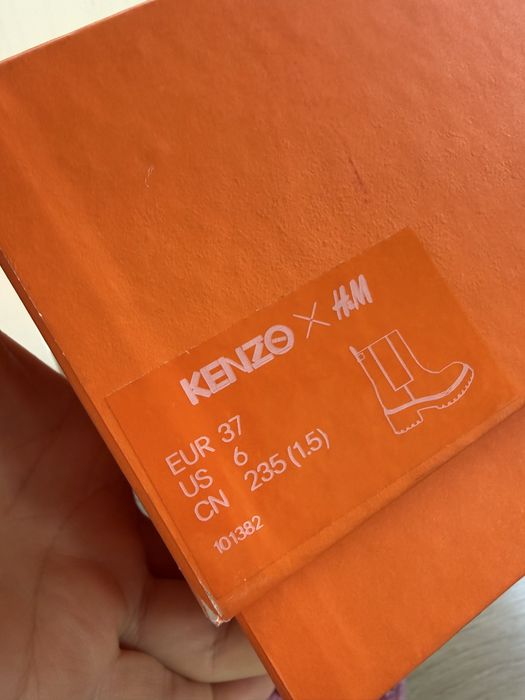 KENZO X H&M
EUR 37
US 6
CN 235 (1.5)
101382